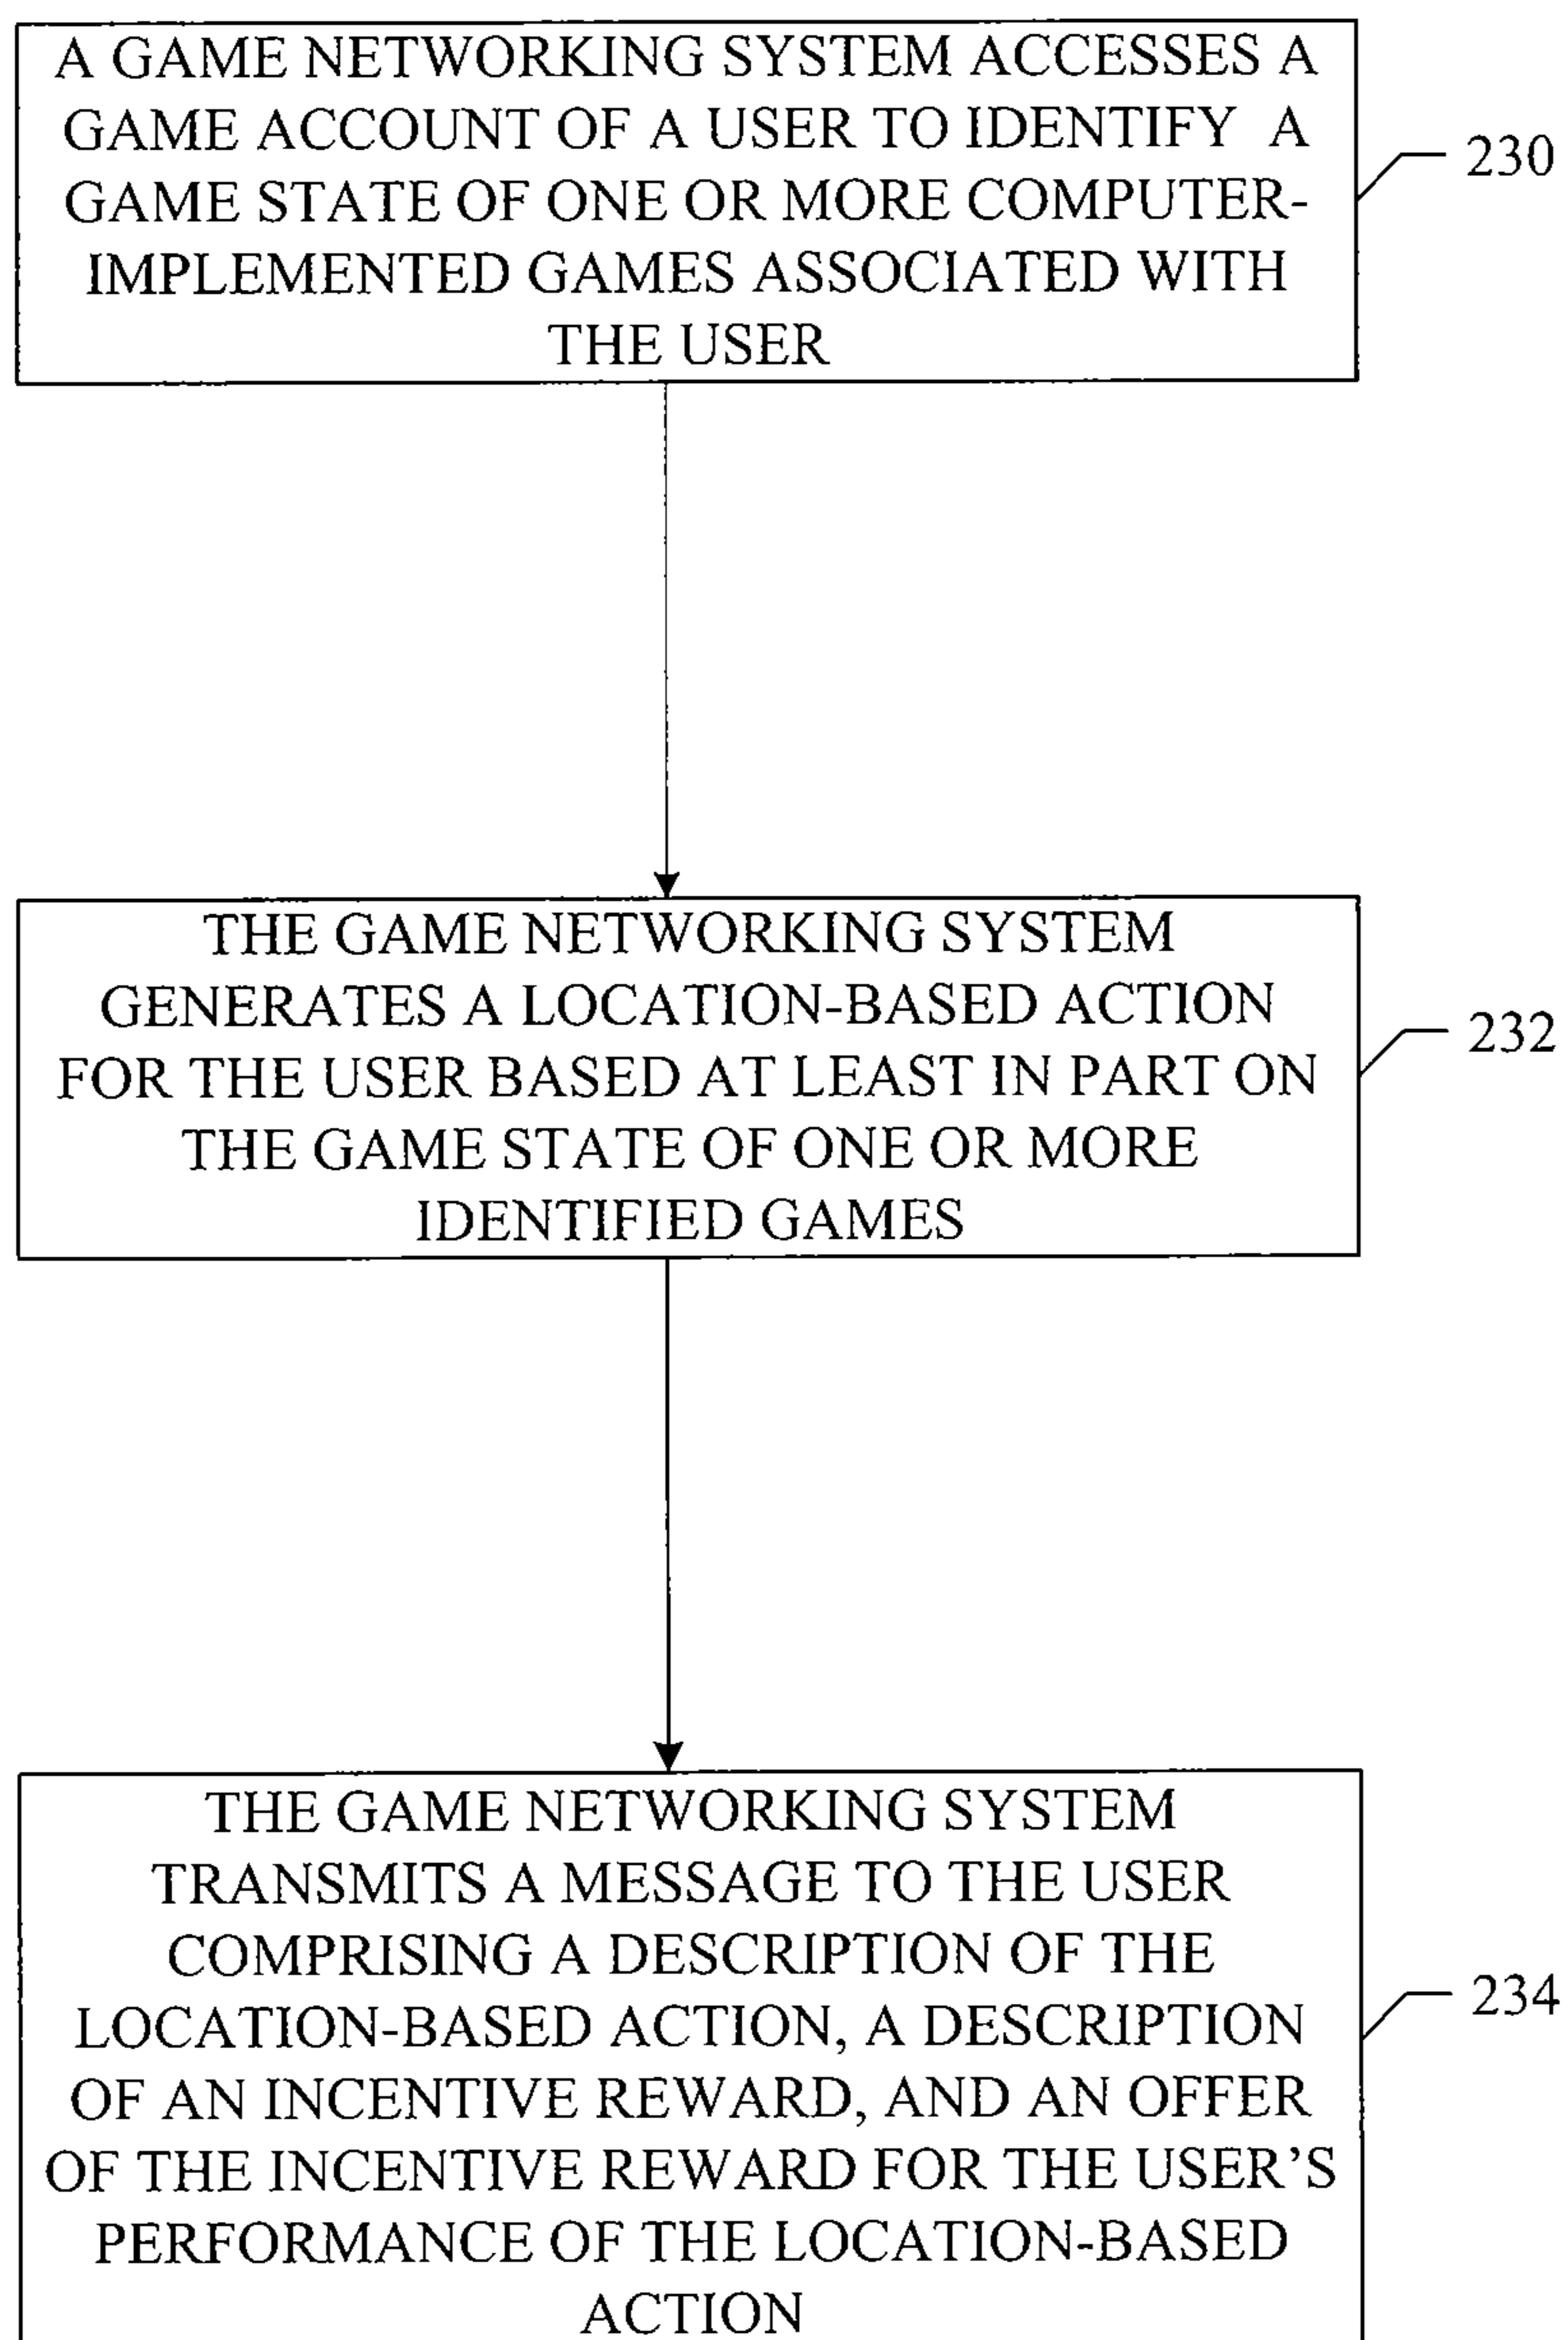 A GAME NETWORKING SYSTEM ACCESSES A
GAME ACCOUNT OF A USER TO IDENTIFY A
GAME STATE OF ONE OR MORE COMPUTER-
IMPLEMENTED GAMES ASSOCIATED WITH
THE USER
230
THE GAME NETWORKING SYSTEM
GENERATES A LOCATION-BASED ACTION
FOR THE USER BASED AT LEAST IN PART ON
THE GAME STATE OF ONE OR MORE
IDENTIFIED GAMES
232
THE GAME NETWORKING SYSTEM
TRANSMITS A MESSAGE TO THE USER
COMPRISING A DESCRIPTION OF THE
LOCATION-BASED ACTION, A DESCRIPTION
OF AN INCENTIVE REWARD, AND AN OFFER
OF THE INCENTIVE REWARD FOR THE USER’S
PERFORMANCE OF THE LOCATION-BASED
ACTION
234